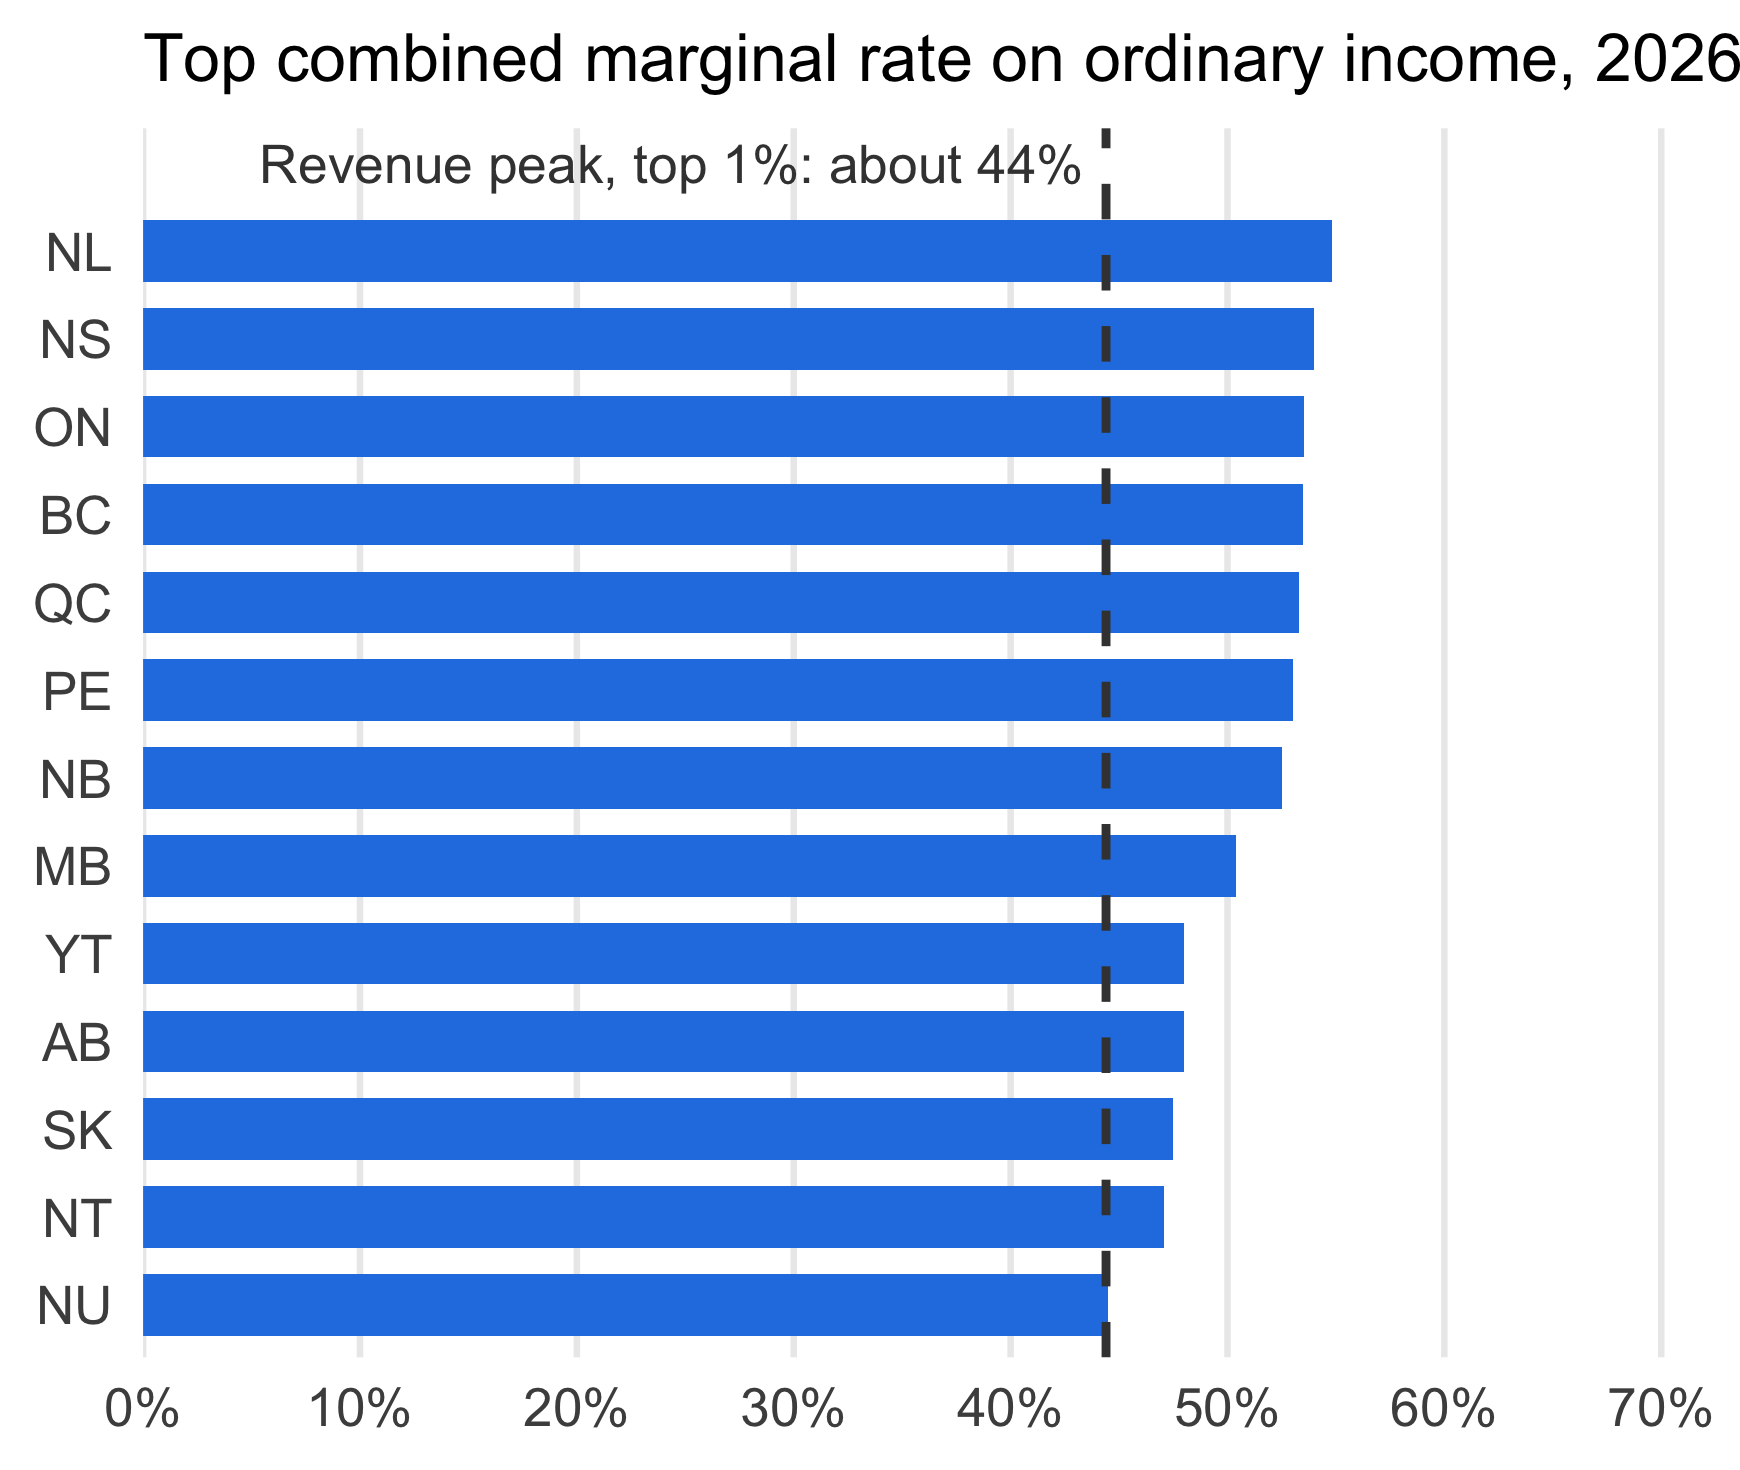 Top combined marginal rate on ordinary income, 2026
Revenue peak, top 1%: about 44%
NL
NS
ON
BC
QC
PE
NB
MB
YT
AB
SK
NT
NU
0% 10% 20% 30% 40% 50% 60% 70%